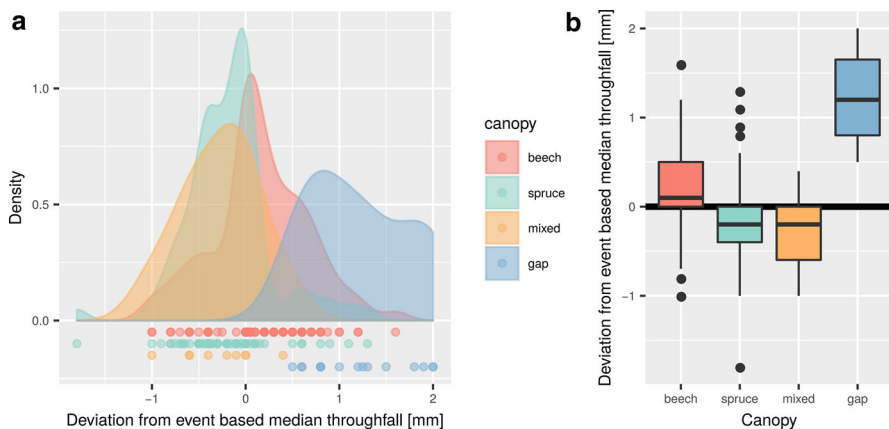 a
Density
1.0
0.5
0.0
−1
0
1
2
Deviation from event based median throughfall [mm]
canopy
beech
spruce
mixed
gap
b
Deviation from event based median throughfall [mm]
2
1
0
−1
beech
spruce
mixed
gap
Canopy